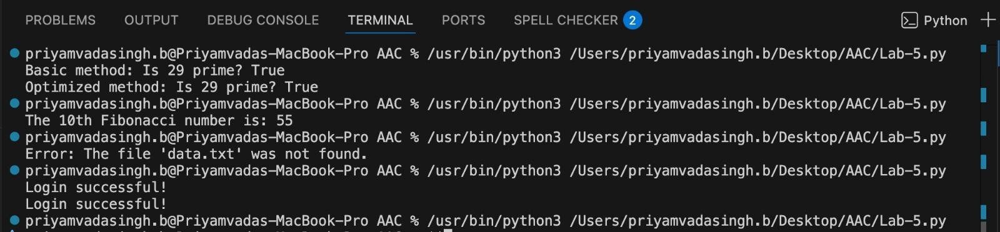 PROBLEMS OUTPUT DEBUG CONSOLE TERMINAL PORTS SPELL CHECKER 2 Python
priyamvadasingh.b@Priyamvadas-MacBook-Pro AAC % /usr/bin/python3 /Users/priyamvadasingh.b/Desktop/AAC/Lab-5.py
Basic method: Is 29 prime? True
Optimized method: Is 29 prime? True
priyamvadasingh.b@Priyamvadas-MacBook-Pro AAC % /usr/bin/python3 /Users/priyamvadasingh.b/Desktop/AAC/Lab-5.py
The 10th Fibonacci number is: 55
priyamvadasingh.b@Priyamvadas-MacBook-Pro AAC % /usr/bin/python3 /Users/priyamvadasingh.b/Desktop/AAC/Lab-5.py
Error: The file 'data.txt' was not found.
priyamvadasingh.b@Priyamvadas-MacBook-Pro AAC % /usr/bin/python3 /Users/priyamvadasingh.b/Desktop/AAC/Lab-5.py
Login successful!
Login successful!
priyamvadasingh.b@Priyamvadas-MacBook-Pro AAC % /usr/bin/python3 /Users/priyamvadasingh.b/Desktop/AAC/Lab-5.py